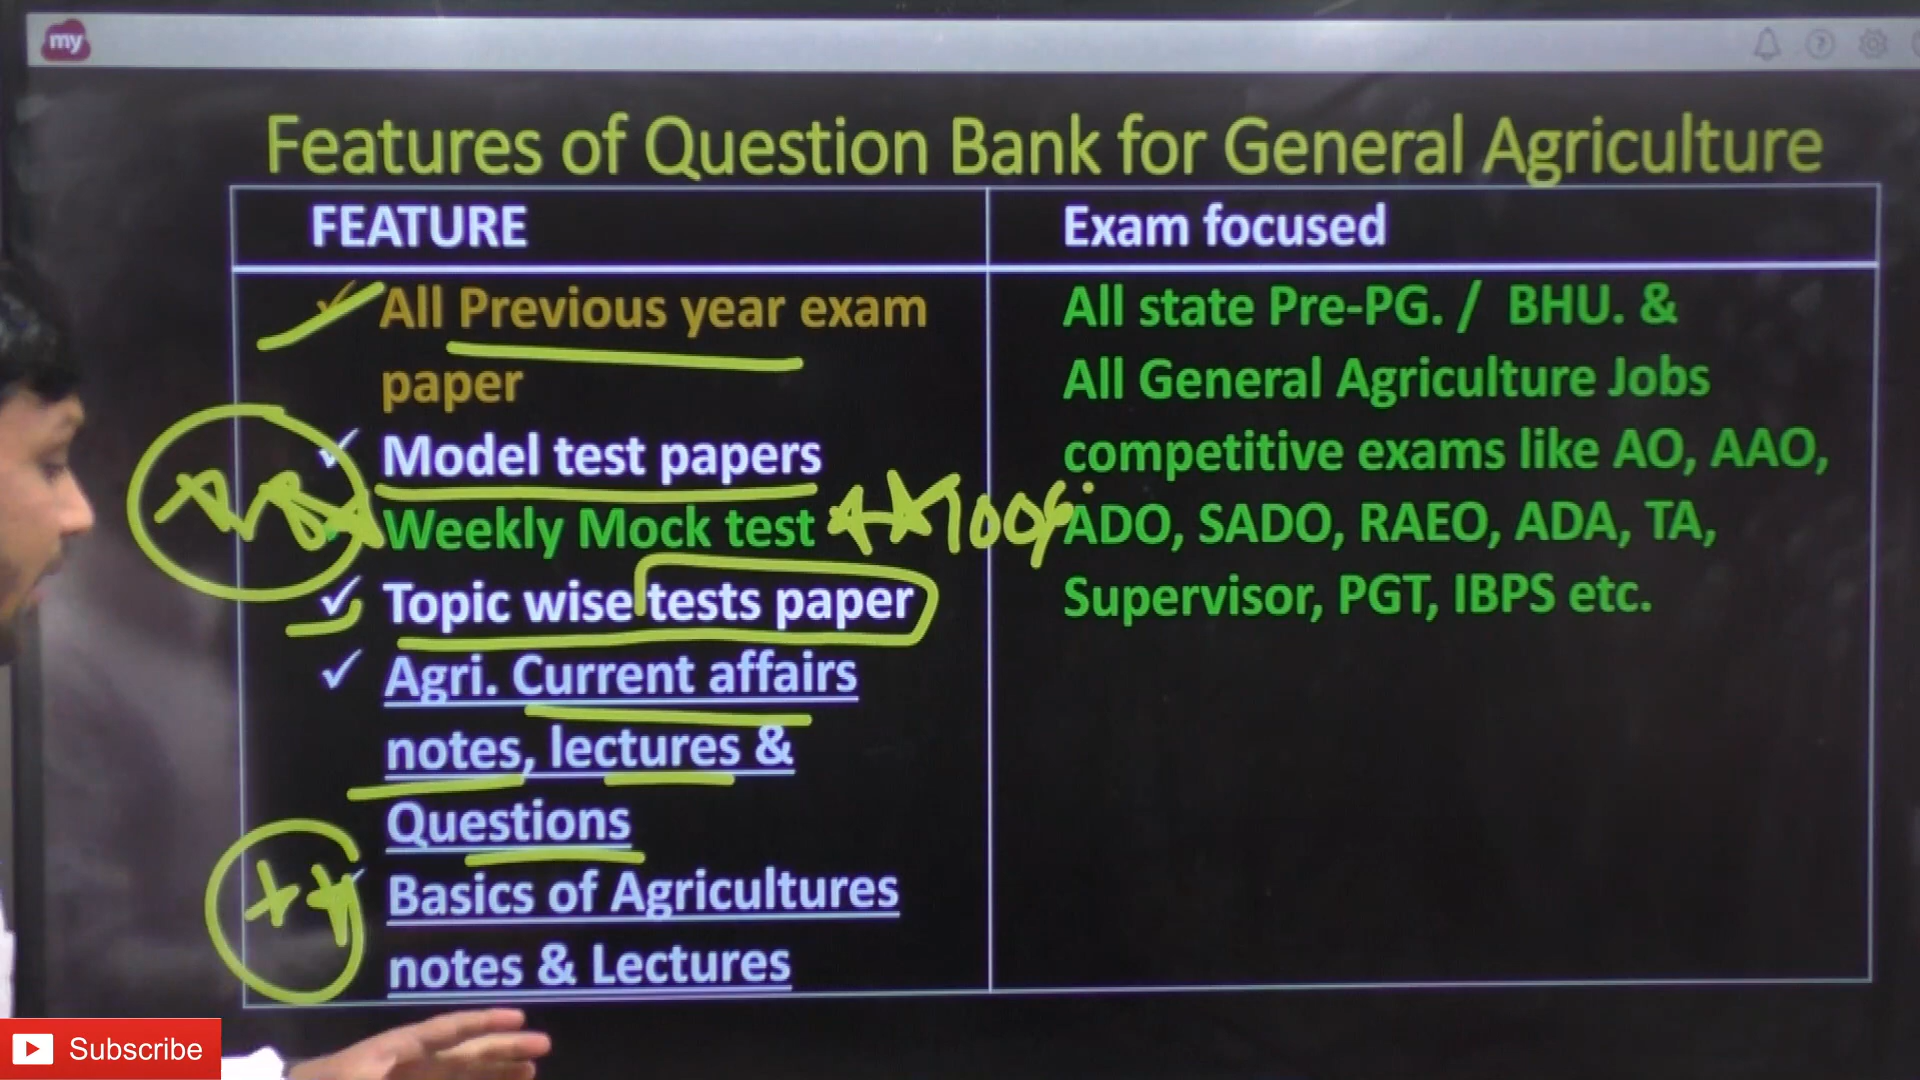 my
Features of Question Bank for General Agriculture
FEATURE
Exam focused
All Previous year exam
paper
Model test papers
Weekly Mock test
Topic wise tests paper
Agri. Current affairs
notes, lectures &
Questions
Basics of Agricultures
notes & Lectures
All state Pre-PG. / BHU. &
All General Agriculture Jobs
competitive exams like AO, AAO,
ADO, SADO, RAEO, ADA, TA,
Supervisor, PGT, IBPS etc.
Subscribe